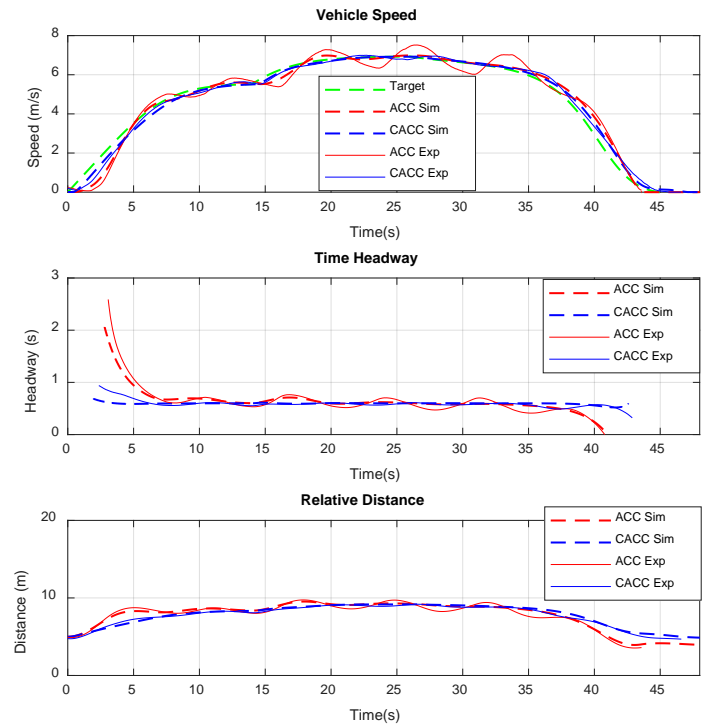 Vehicle Speed
8
6
4
2
0
Speed (m/s)
Target
ACC Sim
CACC Sim
ACC Exp
CACC Exp
0 5 10 15 20 25 30 35 40 45
Time(s)
Time Headway
3
2
1
0
Headway (s)
ACC Sim
CACC Sim
ACC Exp
CACC Exp
0 5 10 15 20 25 30 35 40 45
Time(s)
Relative Distance
20
10
0
Distance (m)
ACC Sim
CACC Sim
ACC Exp
CACC Exp
0 5 10 15 20 25 30 35 40 45
Time(s)